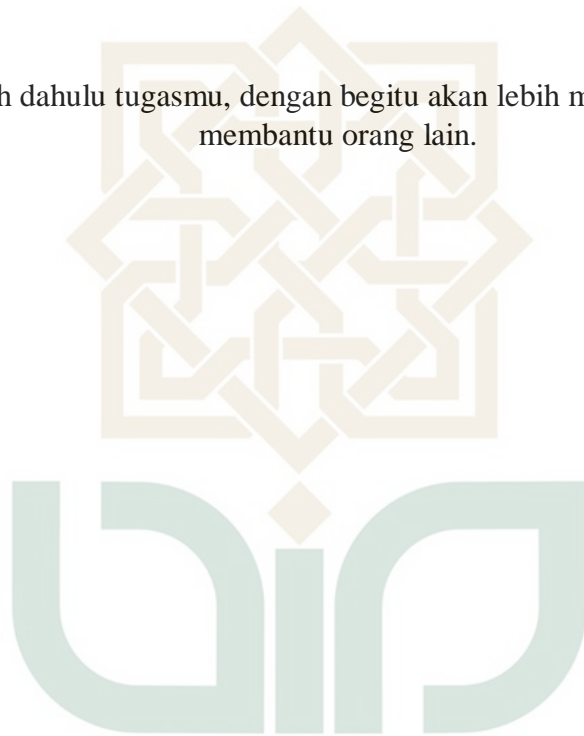 h dahulu tugasmu, dengan begitu akan lebih m
membantu orang lain.